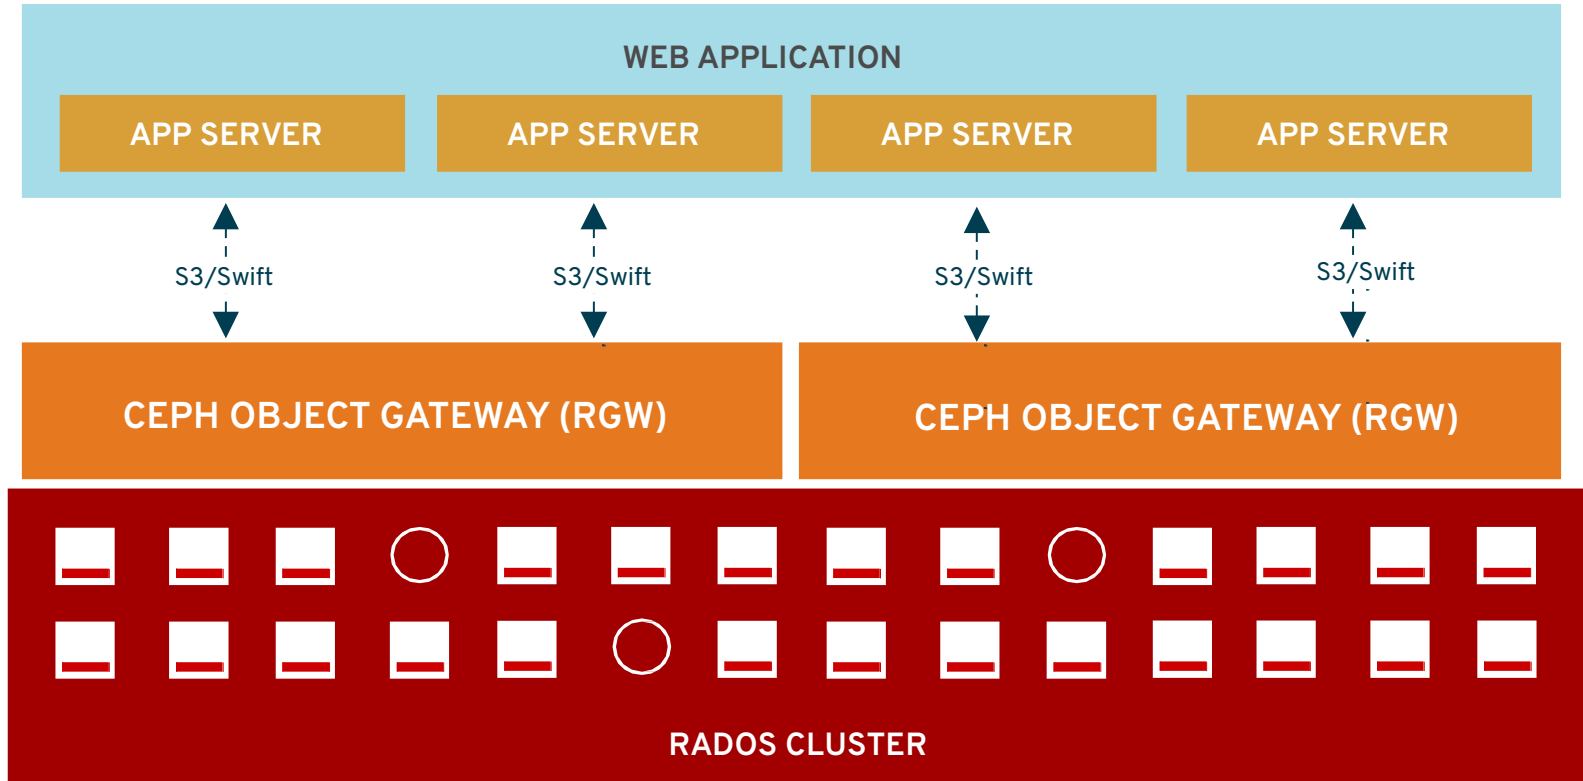 WEB APPLICATION
APP SERVER
APP SERVER
APP SERVER
APP SERVER
S3/Swift
S3/Swift
S3/Swift
S3/Swift
CEPH OBJECT GATEWAY (RGW)
CEPH OBJECT GATEWAY (RGW)
RADOS CLUSTER